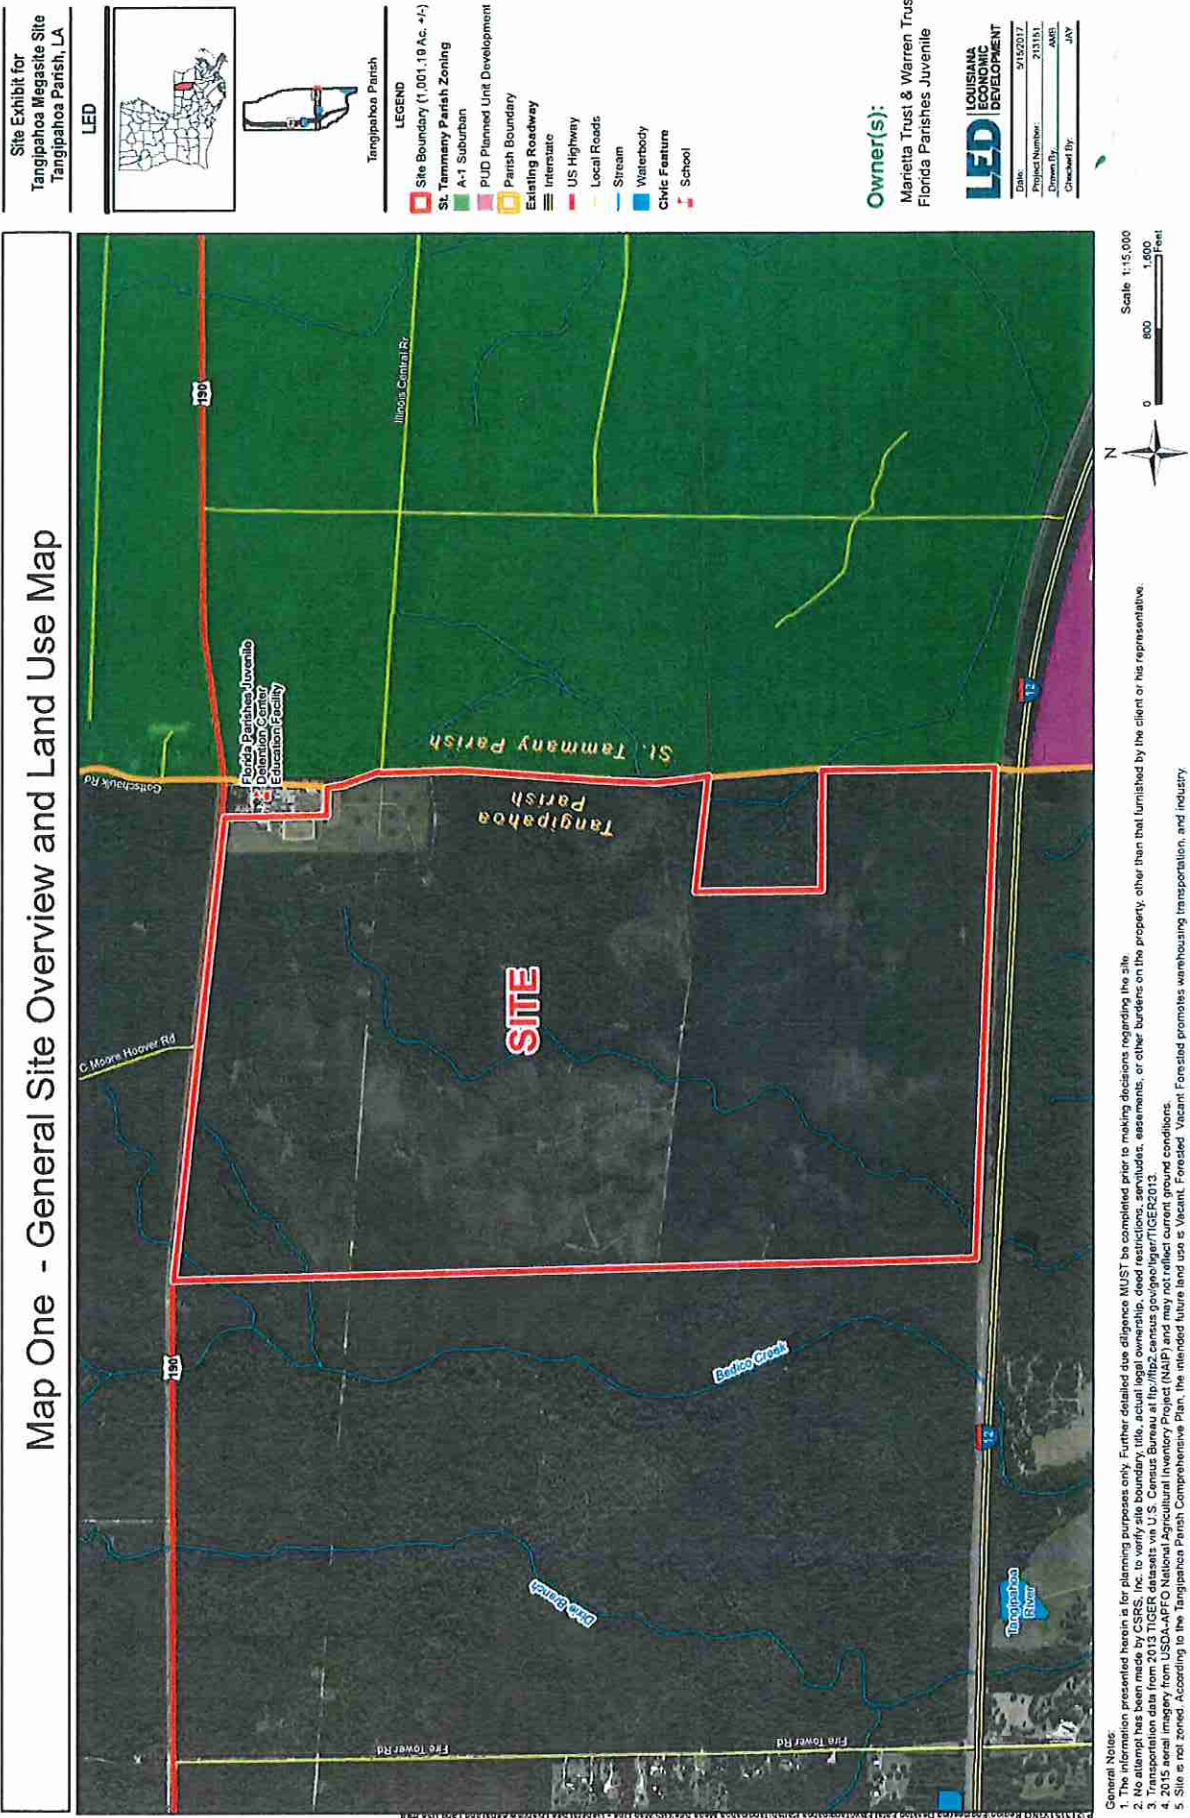 Map One - General Site Overview and Land Use Map
Site Exhibit for
Tangipahoa Megasite Site
Tangipahoa Parish, LA
LED
Tangipahoa Parish
LEGEND
Site Boundary (1,001.19 Ac. +/-)
St. Tammany Parish Zoning
A-1 Suburban
PUD Planned Unit Development
Parish Boundary
Existing Roadway
Interstate
US Highway
Local Roads
Stream
Waterbody
Civic Feature
School
Owner(s):
Marietta Trust & Warren Trus
Florida Parishes Juvenile
LED LOUISIANA
ECONOMIC
DEVELOPMENT
Date: 5/15/2017
Project Number: 213151
Drawn By: AMB
Checked By: JAY
190
C Moore Hoover Rd
Gottschaulk Rd
190
Florida Parishes Juvenile
Detention Center
Education Facility
Illinois Central Rr
SITE
Tangipahoa
Parish
St. Tammany Parish
Bedico Creek
Dixie Branch
Fire Tower Rd
Fire Tower Rd
Tangipahoa
River
12
12
N
Scale 1:15,000
0 800 1,600
Feet
General Notes:
1. The information presented herein is for planning purposes only. Further detailed due diligence MUST be completed prior to making decisions regarding the site.
2. No attempt has been made by CSRS, Inc. to verify site boundary, title, actual legal ownership, deed restrictions, servitudes, easements, or other burdens on the property, other than that furnished by the client or his representative.
Transportation data from 2013 TIGER datasets via U.S. Census Bureau at ftp://ftp2.census.gov/geo/tiger/TIGER2013.
4. 2015 aerial imagery from USDA-APFO National Agricultural Inventory Project (NAIP) and may not reflect current ground conditions.
5. Site is not zoned. According to the Tangipahoa Parish Comprehensive Plan, the intended future land use is Vacant Forested. Vacant Forested promotes warehousing transportation, and industry.